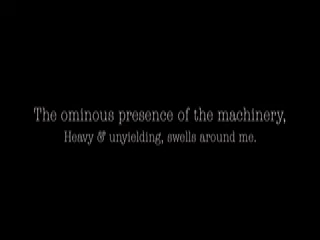 The ominous presence of the machinery,
Heavy & unyielding, swells around me.